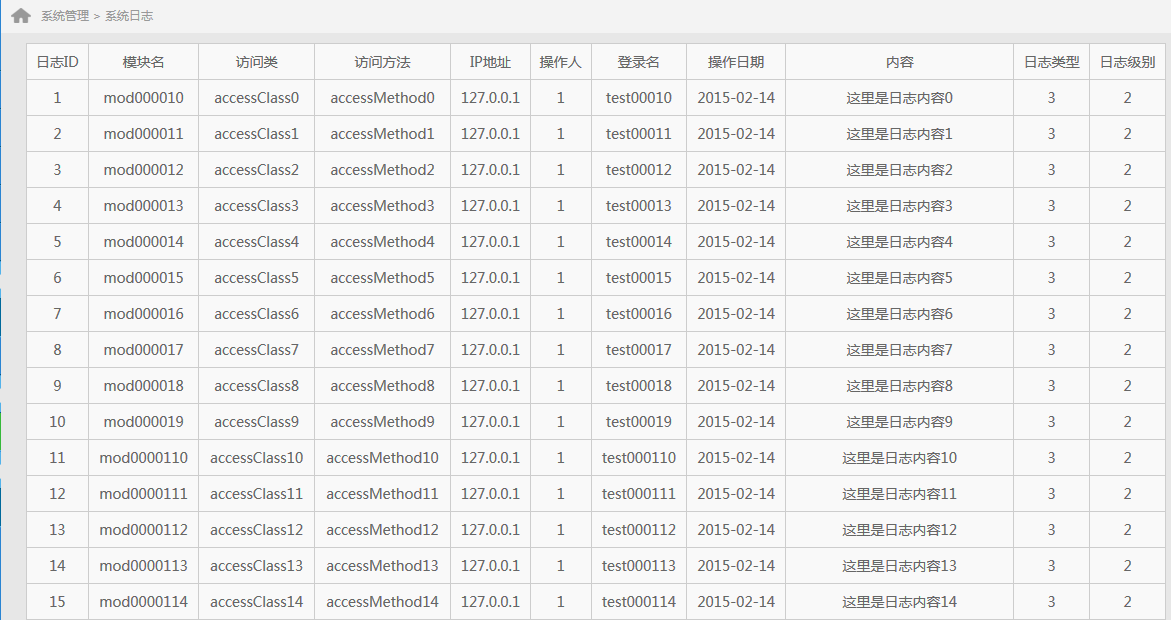 系统管理 > 系统日志
日志ID 模块名 访问类 访问方法 IP地址 操作人 登录名 操作日期 内容 日志类型 日志级别
1 mod000010 accessClass0 accessMethod0 127.0.0.1 1 test00010 2015-02-14 这里是日志内容0 3 2
2 mod000011 accessClass1 accessMethod1 127.0.0.1 1 test00011 2015-02-14 这里是日志内容1 3 2
3 mod000012 accessClass2 accessMethod2 127.0.0.1 1 test00012 2015-02-14 这里是日志内容2 3 2
4 mod000013 accessClass3 accessMethod3 127.0.0.1 1 test00013 2015-02-14 这里是日志内容3 3 2
5 mod000014 accessClass4 accessMethod4 127.0.0.1 1 test00014 2015-02-14 这里是日志内容4 3 2
6 mod000015 accessClass5 accessMethod5 127.0.0.1 1 test00015 2015-02-14 这里是日志内容5 3 2
7 mod000016 accessClass6 accessMethod6 127.0.0.1 1 test00016 2015-02-14 这里是日志内容6 3 2
8 mod000017 accessClass7 accessMethod7 127.0.0.1 1 test00017 2015-02-14 这里是日志内容7 3 2
9 mod000018 accessClass8 accessMethod8 127.0.0.1 1 test00018 2015-02-14 这里是日志内容8 3 2
10 mod000019 accessClass9 accessMethod9 127.0.0.1 1 test00019 2015-02-14 这里是日志内容9 3 2
11 mod0000110 accessClass10 accessMethod10 127.0.0.1 1 test000110 2015-02-14 这里是日志内容10 3 2
12 mod0000111 accessClass11 accessMethod11 127.0.0.1 1 test000111 2015-02-14 这里是日志内容11 3 2
13 mod0000112 accessClass12 accessMethod12 127.0.0.1 1 test000112 2015-02-14 这里是日志内容12 3 2
14 mod0000113 accessClass13 accessMethod13 127.0.0.1 1 test000113 2015-02-14 这里是日志内容13 3 2
15 mod0000114 accessClass14 accessMethod14 127.0.0.1 1 test000114 2015-02-14 这里是日志内容14 3 2